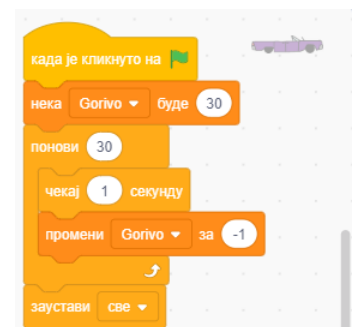 када је кликнуто на
нека Gorivo буде 30
понови 30
чекај 1 секунду
промени Gorivo за -1
заустави све